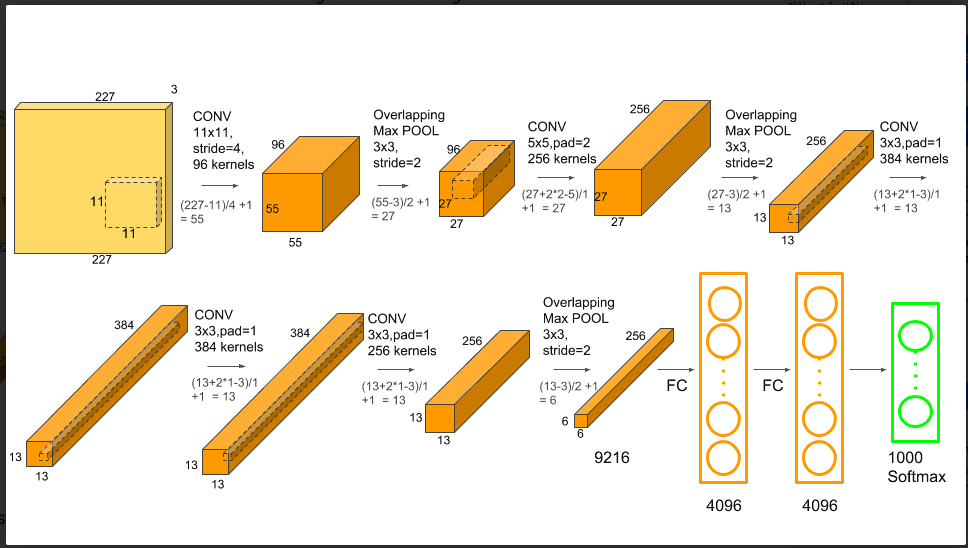 227
3
11
11
227
CONV
11x11,
stride=4,
96 kernels
(227-11)/4 +1
= 55
96
55
55
Overlapping
Max POOL
3x3,
stride=2
(55-3)/2 +1
= 27
96
27
27
CONV
5x5,pad=2
256 kernels
(27+2*2-5)/1
+1 = 27
256
27
27
Overlapping
Max POOL
3x3,
stride=2
(27-3)/2 +1
= 13
256
13
13
CONV
3x3,pad=1
384 kernels
(13+2*1-3)/1
+1 = 13
384
13
13
CONV
3x3,pad=1
384 kernels
(13+2*1-3)/1
+1 = 13
384
13
13
CONV
3x3,pad=1
256 kernels
(13+2*1-3)/1
+1 = 13
256
13
13
Overlapping
Max POOL
3x3,
stride=2
(13-3)/2 +1
= 6
256
6
6
9216
FC
4096
FC
4096
1000
Softmax